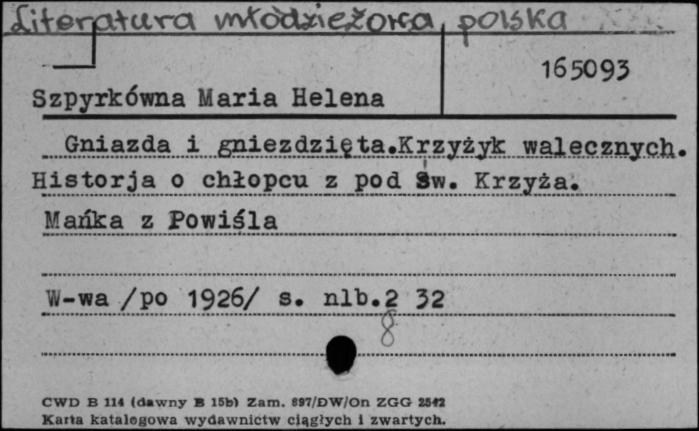 Literatura młodzieżowa, polska
165093
Szpyrkówna Maria Helena
Gniazda i gniezdzięta.Krzyżyk walecznych.
Historja o chłopcu z pod Św. Krzyża.
Mańka z Powiśla
W-wa /po 1926/ s. nlb.2 32
8
CWD B 114 (dawny B 15b) Zam. 897/DW/On ZGG 2542
Karta katalogowa wydawnictw ciągłych i zwartych.